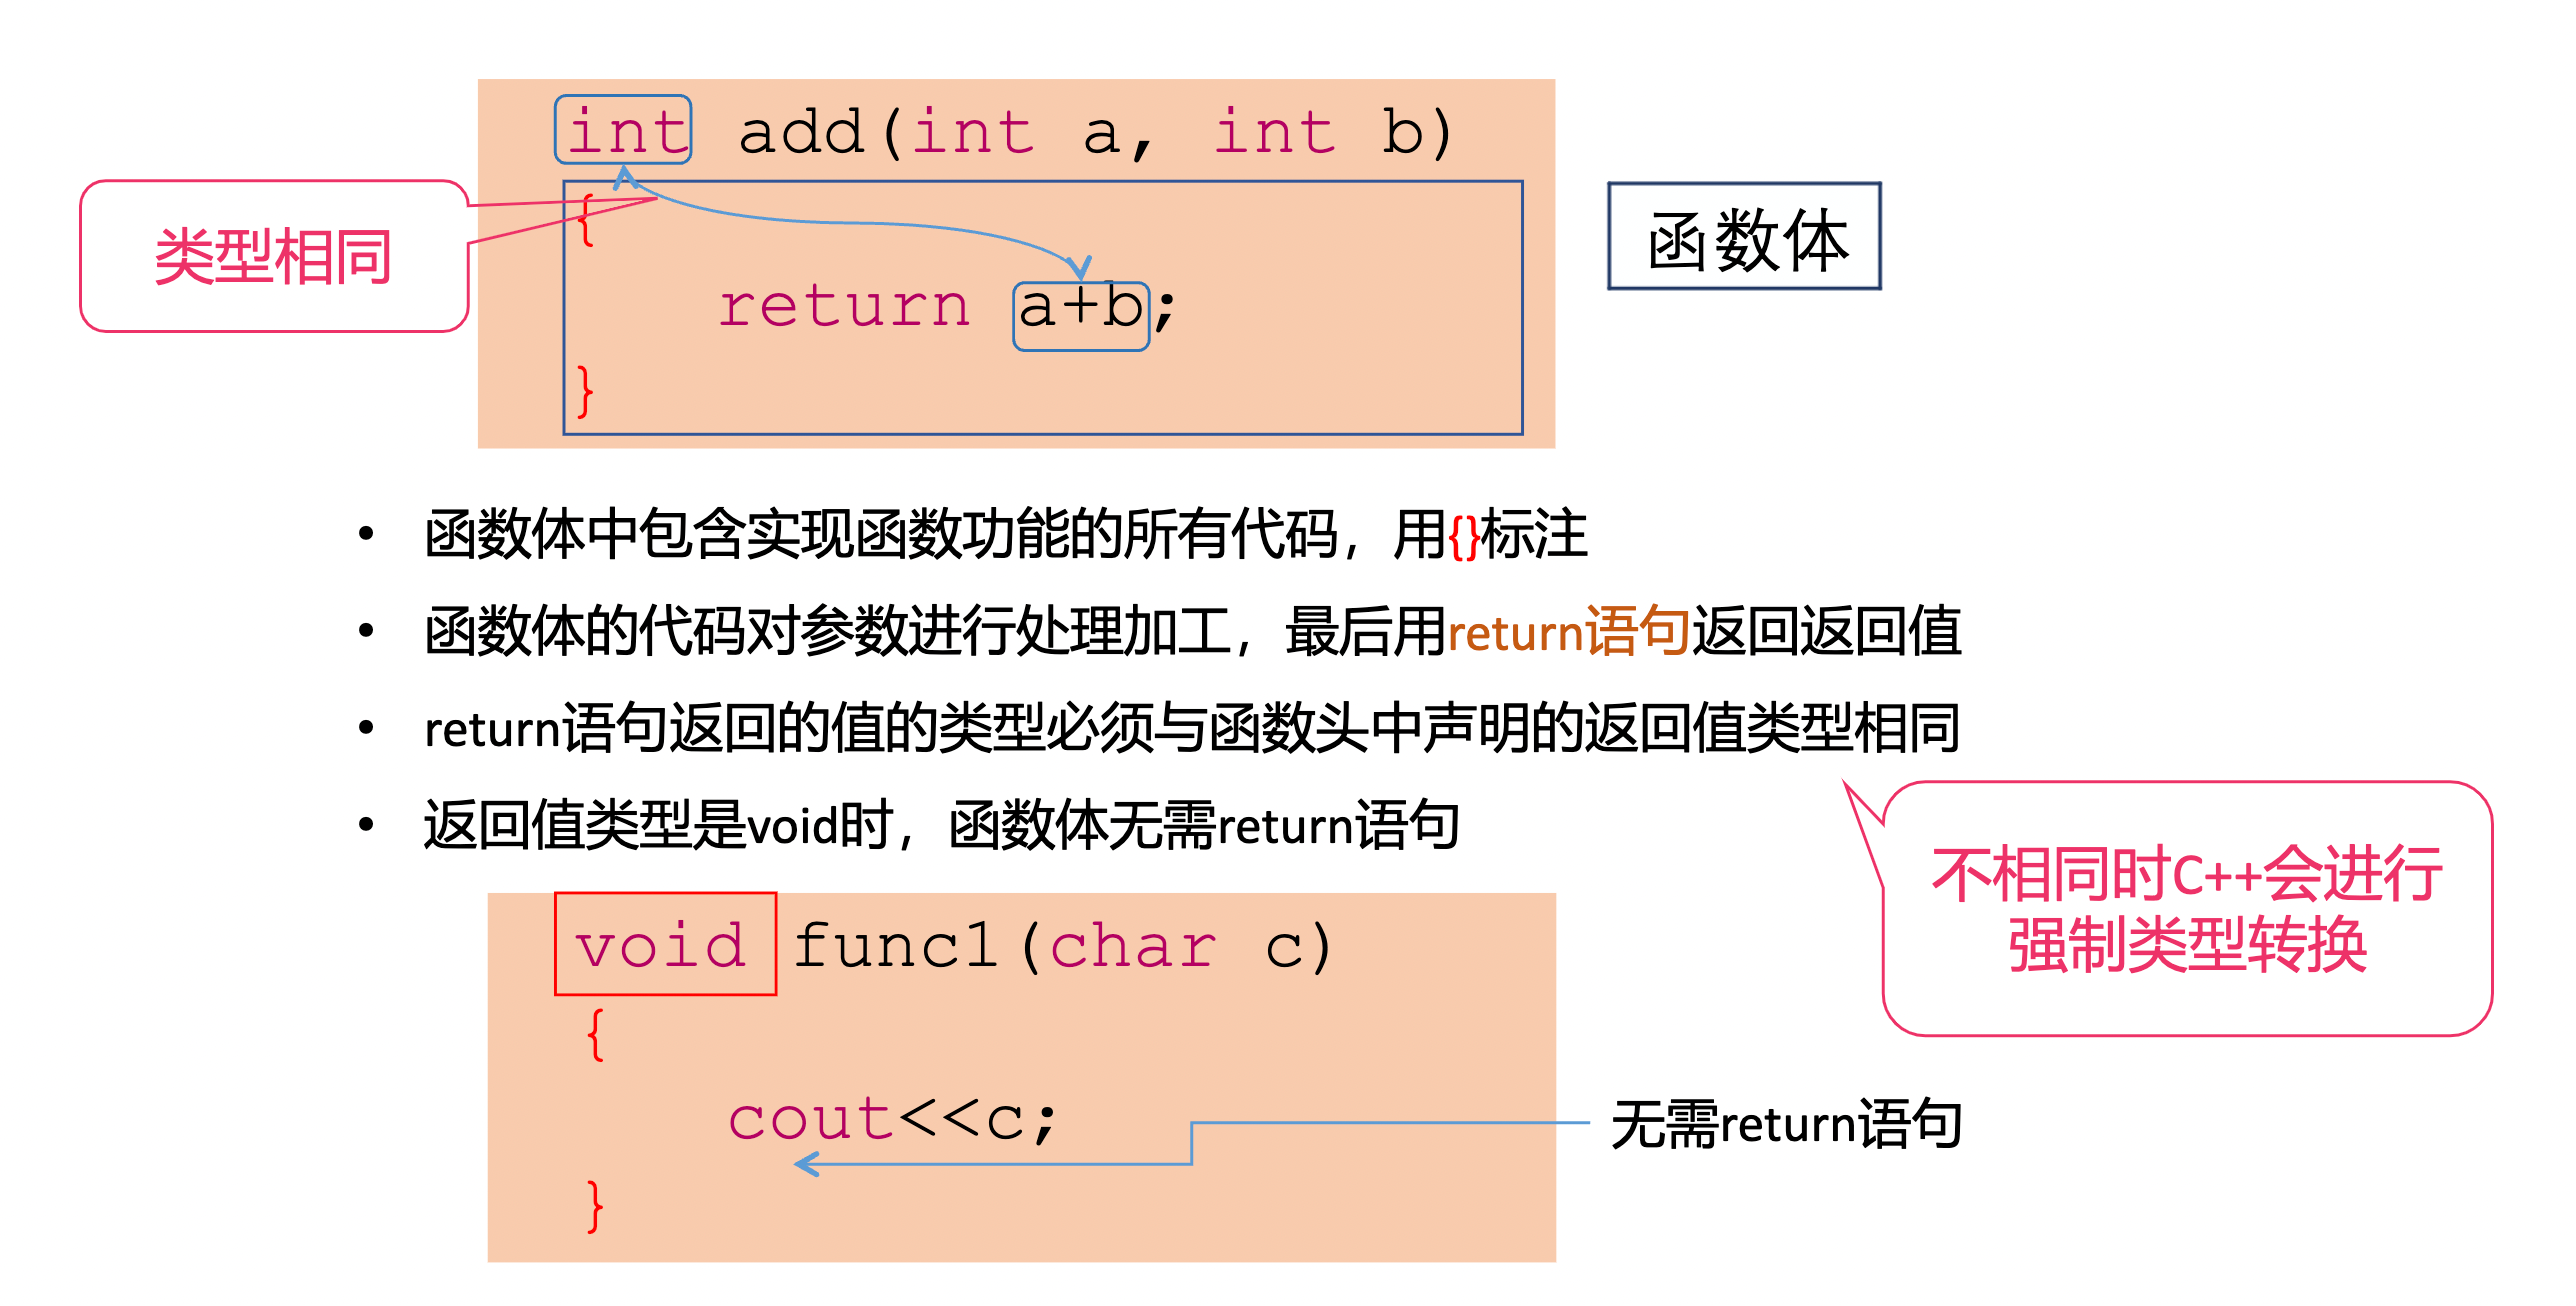 int add(int a, int b)
{
类型相同
函数体
return a+b;
}
• 函数体中包含实现函数功能的所有代码，用{}标注
• 函数体的代码对参数进行处理加工，最后用return语句返回返回值
• return语句返回的值的类型必须与函数头中声明的返回值类型相同
• 返回值类型是void时，函数体无需return语句
不相同时C++会进行
强制类型转换
void func1(char c)
{
cout<<c;
无需return语句
}